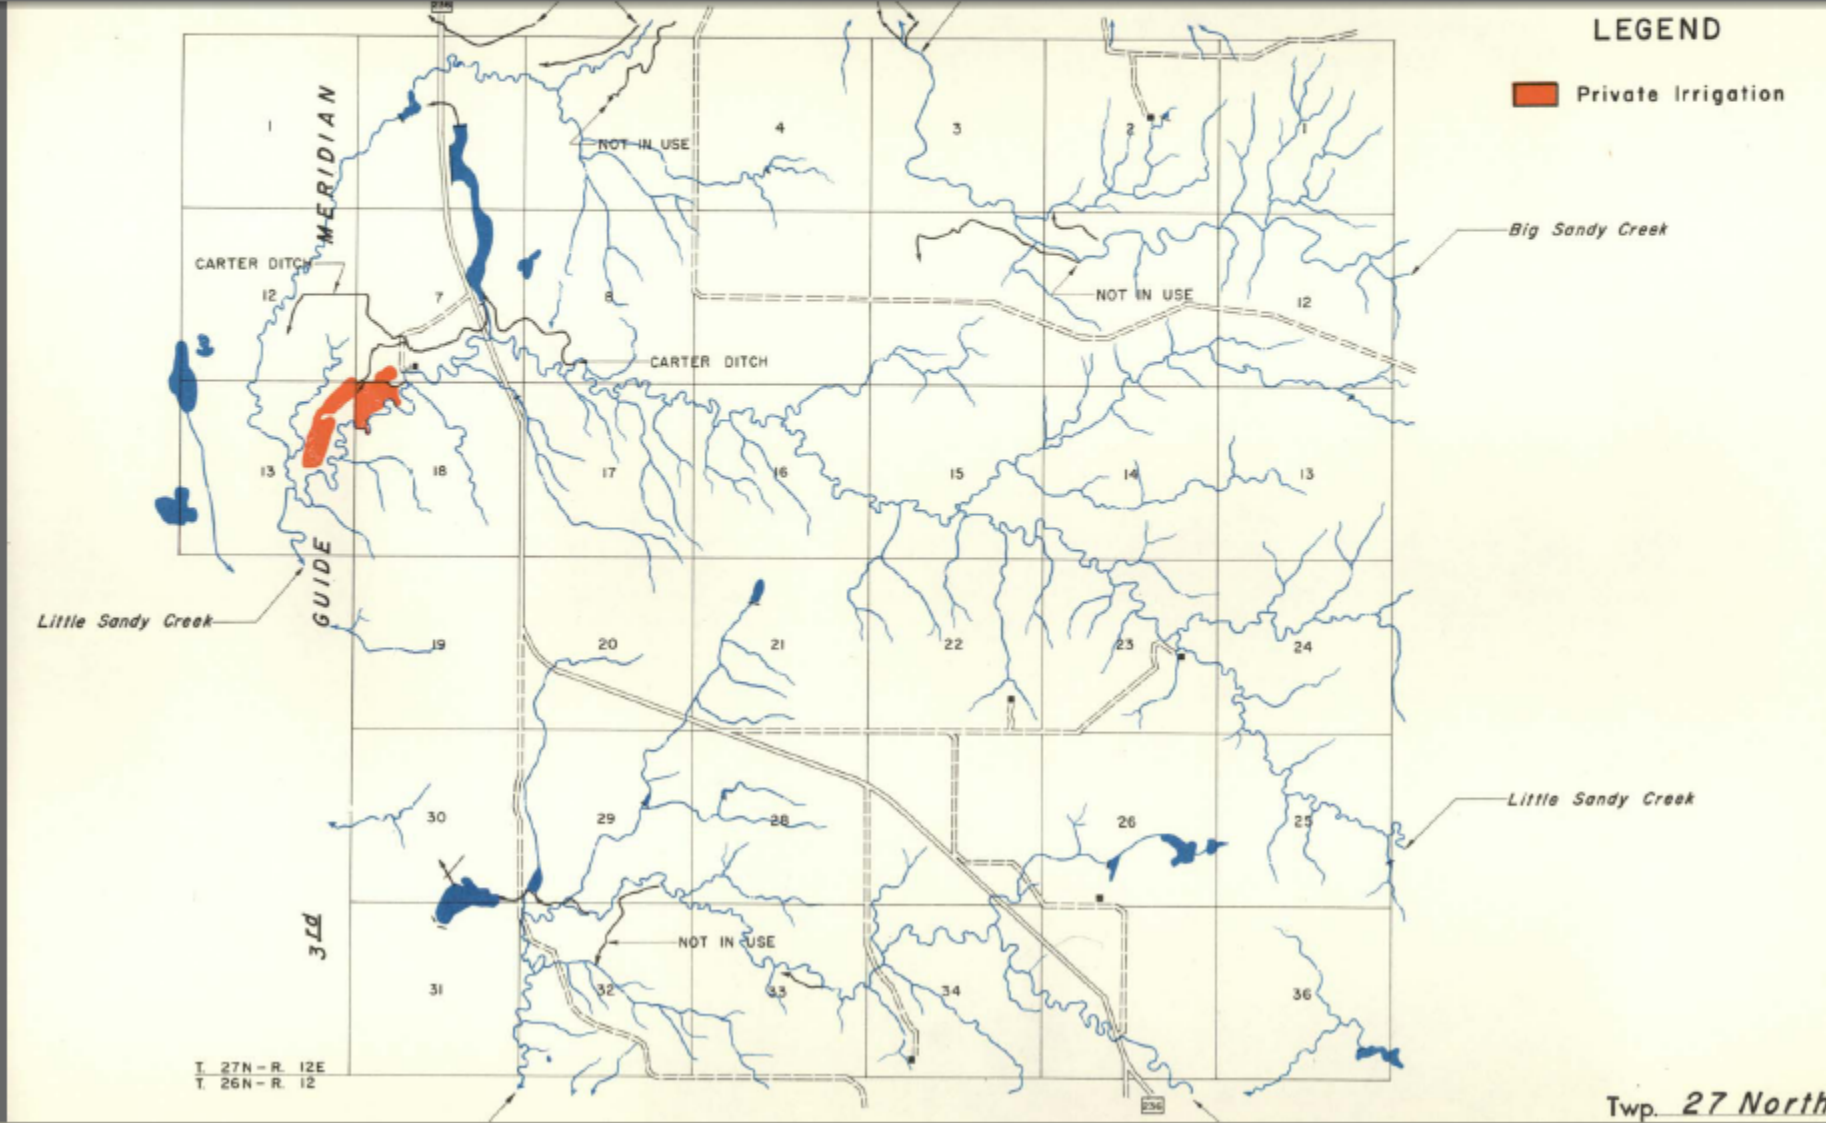 236
LEGEND
Private Irrigation
1
4
3
2
1
NOT IN USE
MERIDIAN
Big Sandy Creek
CARTER DITCH
12
7
8
NOT IN USE
12
CARTER DITCH
13
18
17
16
15
14
13
GUIDE
Little Sandy Creek
19
20
21
22
23
24
30
29
28
26
25
Little Sandy Creek
3rd
NOT IN USE
31
32
33
34
36
T. 27N-R. 12E
T. 26N-R. 12
236
Twp. 27 North